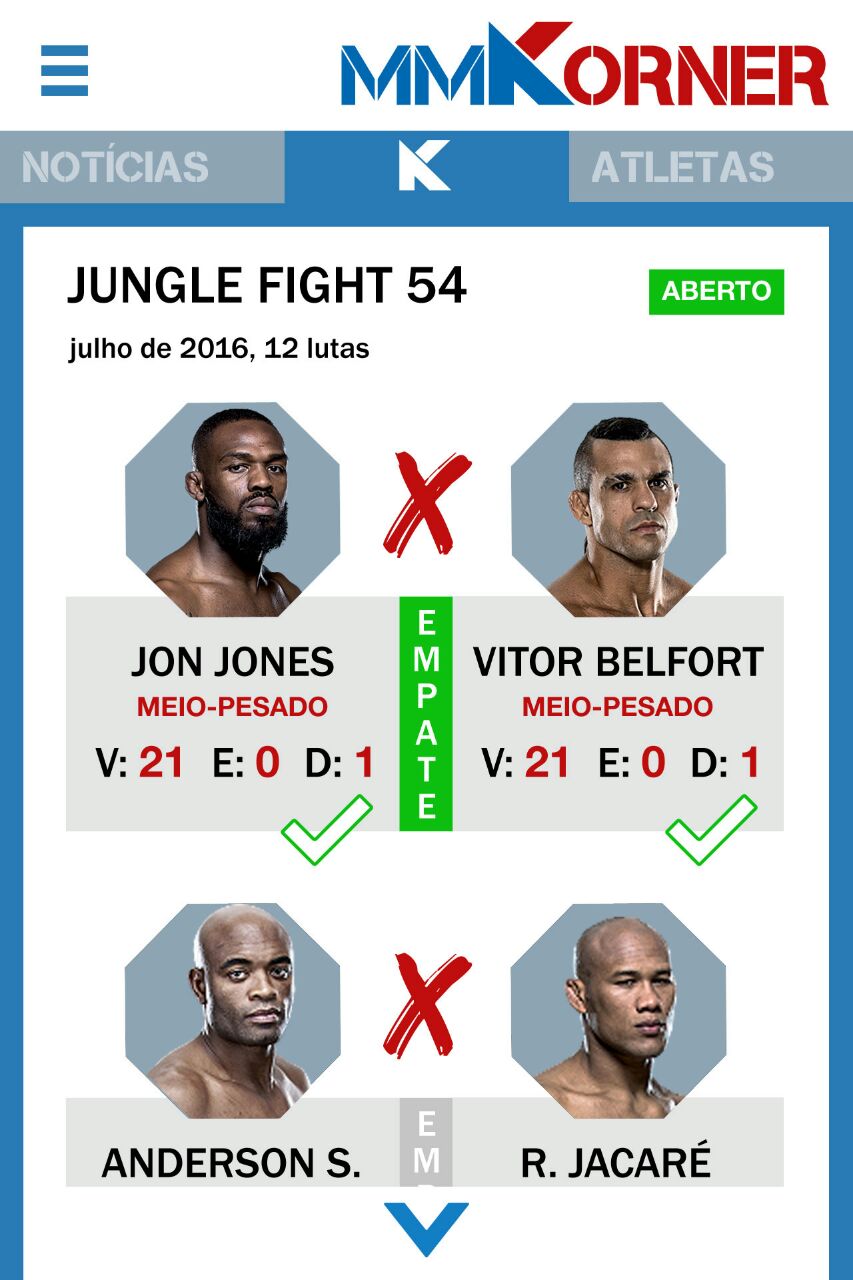 MMKORNER
NOTÍCIAS
K
ATLETAS
JUNGLE FIGHT 54
ABERTO
julho de 2016, 12 lutas
X
JON JONES
MEIO-PESADO
V: 21 E: 0 D: 1
EMPATE
VITOR BELFORT
MEIO-PESADO
V: 21 E: 0 D: 1
X
ANDERSON S.
EM
R. JACARÉ